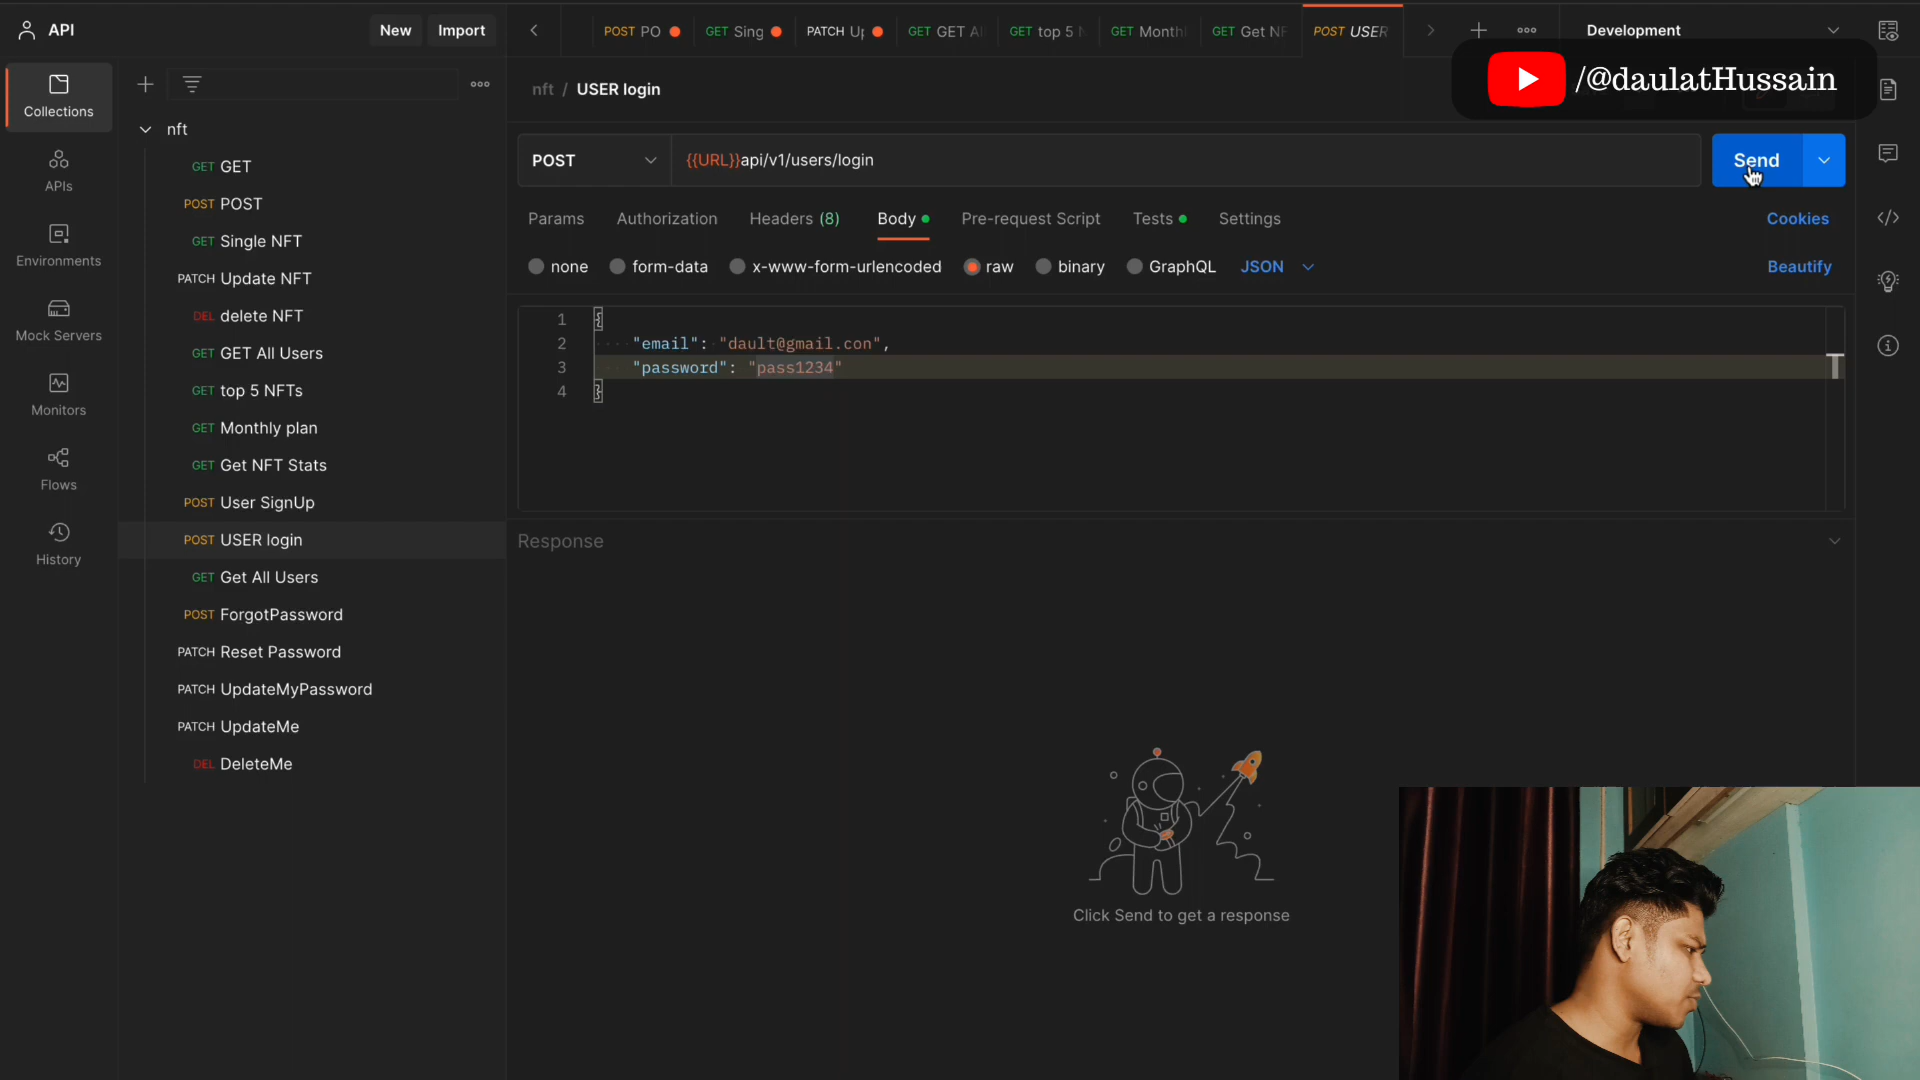 API
New
Import
POST PO
GET Sing
PATCH Up
GET GET Al
GET top 5
GET Month
GET Get NF
POST USER
Development
/@daulatHussain
Collections
APIs
Environments
Mock Servers
Monitors
Flows
History
nft
GET GET
POST POST
GET Single NFT
PATCH Update NFT
DEL delete NFT
GET GET All Users
GET top 5 NFTs
GET Monthly plan
GET Get NFT Stats
POST User SignUp
POST USER login
GET Get All Users
POST ForgotPassword
PATCH Reset Password
PATCH UpdateMyPassword
PATCH UpdateMe
DEL DeleteMe
nft / USER login
POST
{{URL}}api/v1/users/login
Send
Params Authorization Headers (8) Body Pre-request Script Tests Settings
Cookies
none form-data x-www-form-urlencoded raw binary GraphQL JSON
Beautify
1 {
2 "email": "dault@gmail.con",
3 "password": "pass1234"
4 }
Response
Click Send to get a response